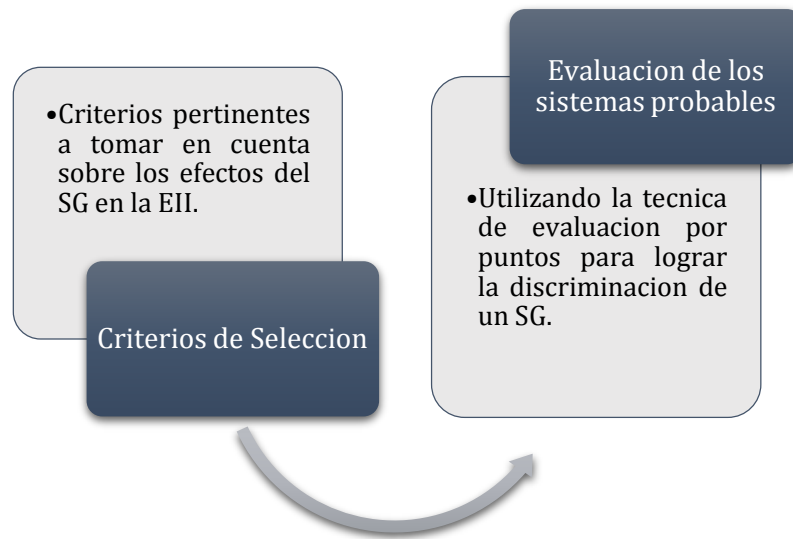 •Criterios pertinentes
a tomar en cuenta
sobre los efectos del
SG en la EII.
Criterios de Seleccion
Evaluacion de los
sistemas probables
•Utilizando la tecnica
de evaluacion por
puntos para lograr
la discriminacion de
un SG.